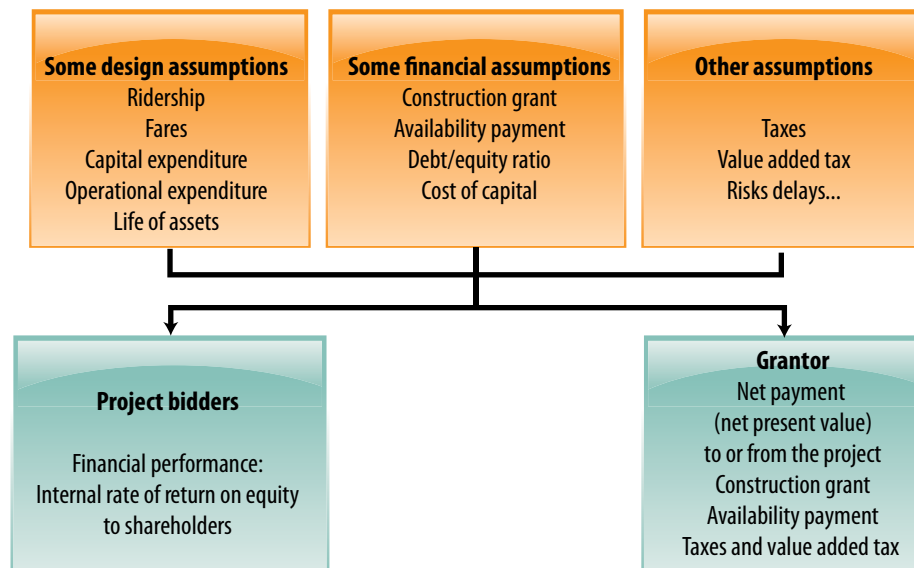 Some design assumptions
Ridership
Fares
Capital expenditure
Operational expenditure
Life of assets
Some financial assumptions
Construction grant
Availability payment
Debt/equity ratio
Cost of capital
Other assumptions
Taxes
Value added tax
Risks delays...
Project bidders
Financial performance:
Internal rate of return on equity
to shareholders
Grantor
Net payment
(net present value)
to or from the project
Construction grant
Availability payment
Taxes and value added tax